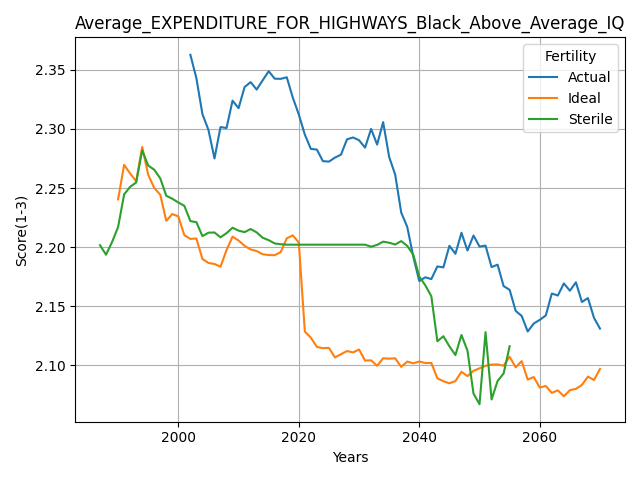 Average_EXPENDITURE_FOR_HIGHWAYS_Black_Above_Average_IQ
Fertility
Actual
Ideal
Sterile
Score(1-3)
2.35
2.30
2.25
2.20
2.15
2.10
2000
2020
2040
2060
Years